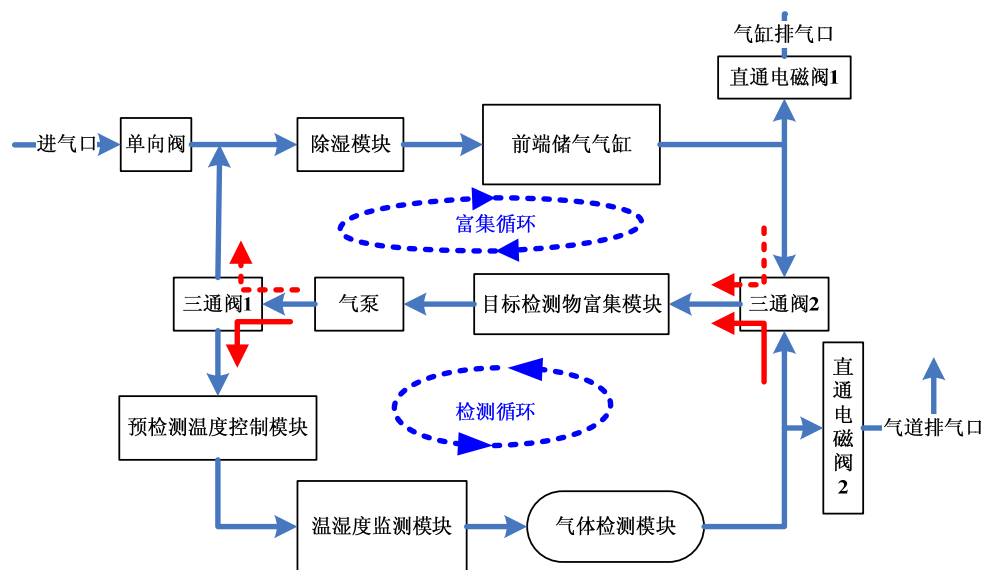 气缸排气口
直通电磁阀1
进气口
单向阀
除湿模块
前端储气气缸
富集循环
三通阀1
气泵
目标检测物富集模块
三通阀2
预检测温度控制模块
检测循环
直通电磁阀2
气道排气口
温湿度监测模块
气体检测模块